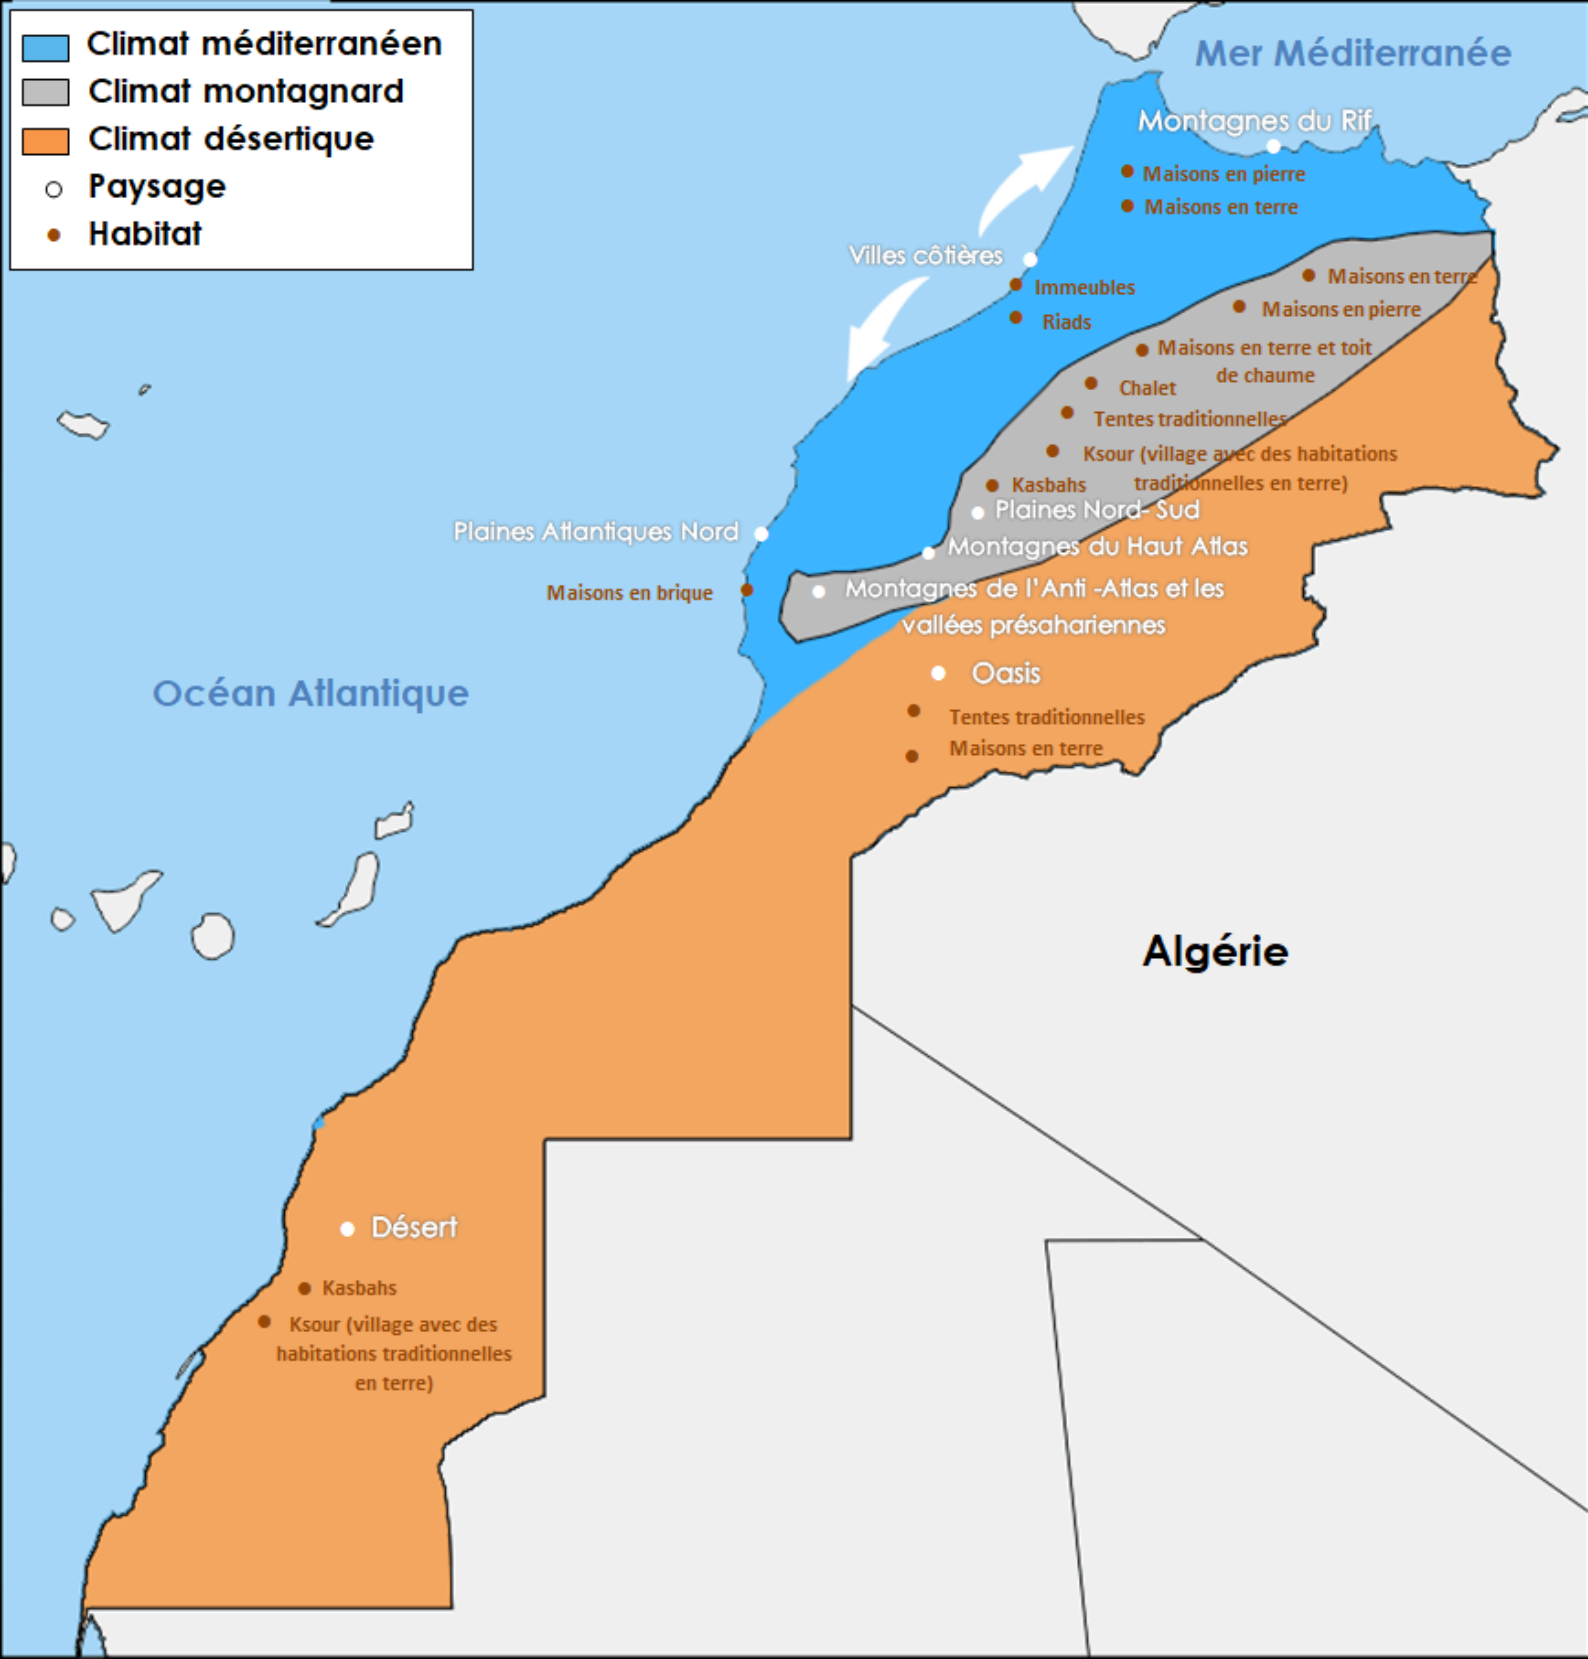 Climat méditerranéen
Climat montagnard
Climat désertique
Paysage
Habitat
Mer Méditerranée
Montagnes du Rif
Maisons en pierre
Maisons en terre
Villes côtières
Immeubles
Riads
Maisons en terre
Maisons en pierre
Maisons en terre et toit
de chaume
Chalet
Tentes traditionnelles
Ksour (village avec des habitations
traditionnelles en terre)
Kasbahs
Plaines Nord- Sud
Plaines Atlantiques Nord
Montagnes du Haut Atlas
Maisons en brique
Montagnes de l'Anti -Atlas et les
vallées présahariennes
Océan Atlantique
Oasis
Tentes traditionnelles
Maisons en terre
Algérie
Désert
Kasbahs
Ksour (village avec des
habitations traditionnelles
en terre)